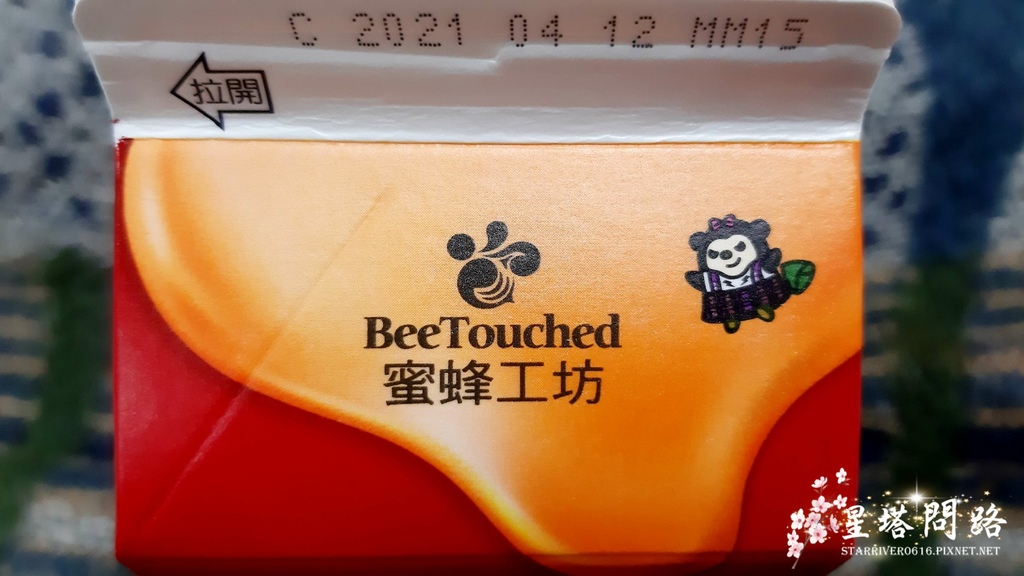 C 2021 04 12 MM15
拉開
BeeTouched
蜜蜂工坊
星塔問路
STARRIVER0616.PIXNET.NET